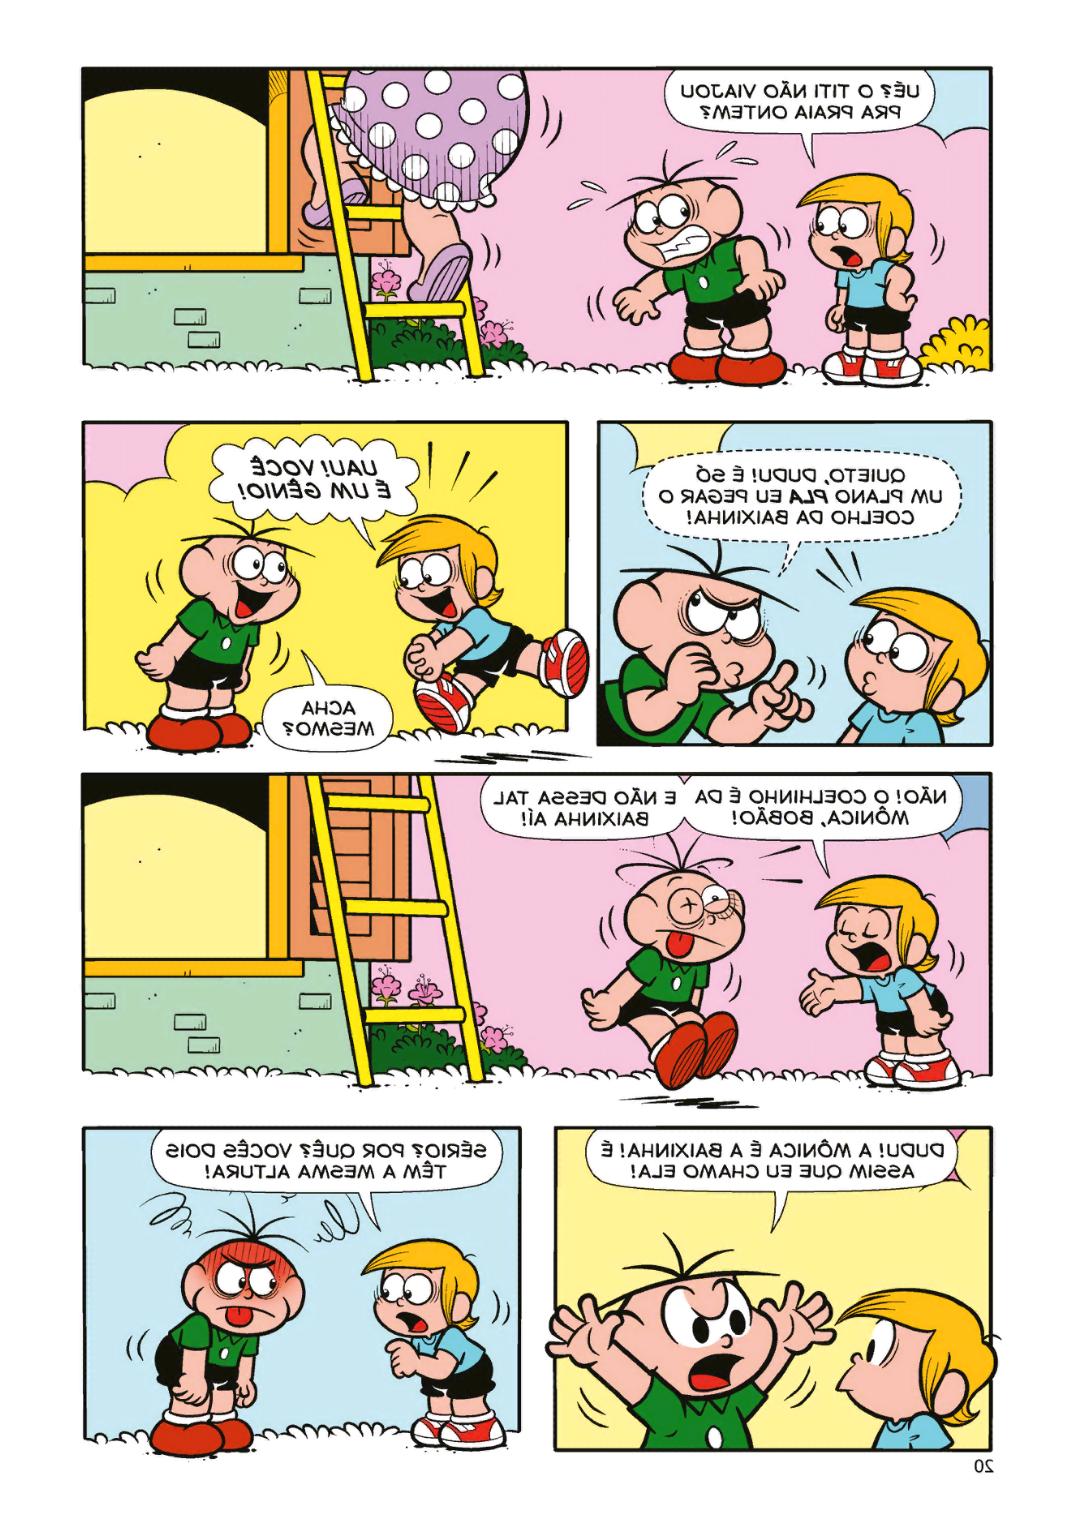 UÉ? O TITI NÃO VIAJOU
PRA PRAIA ONTEM?
QUIETO, DUDU! É SÓ
UM PLANO PLA EU PEGAR O
COELHO DA BAIXINHA!
UAU! VOCÊ
É UM GÊNIO!
ACHA
MESMO?
NÃO! O COELHINHO É DA
MÔNICA, BOBÃO!
E NÃO DESSA TAL
BAIXINHA AÍ!
DUDU! A MÔNICA É A BAIXINHA! É
ASSIM QUE EU CHAMO ELA!
SÉRIO? POR QUÊ? VOCÊS DOIS
TÊM A MESMA ALTURA!
20